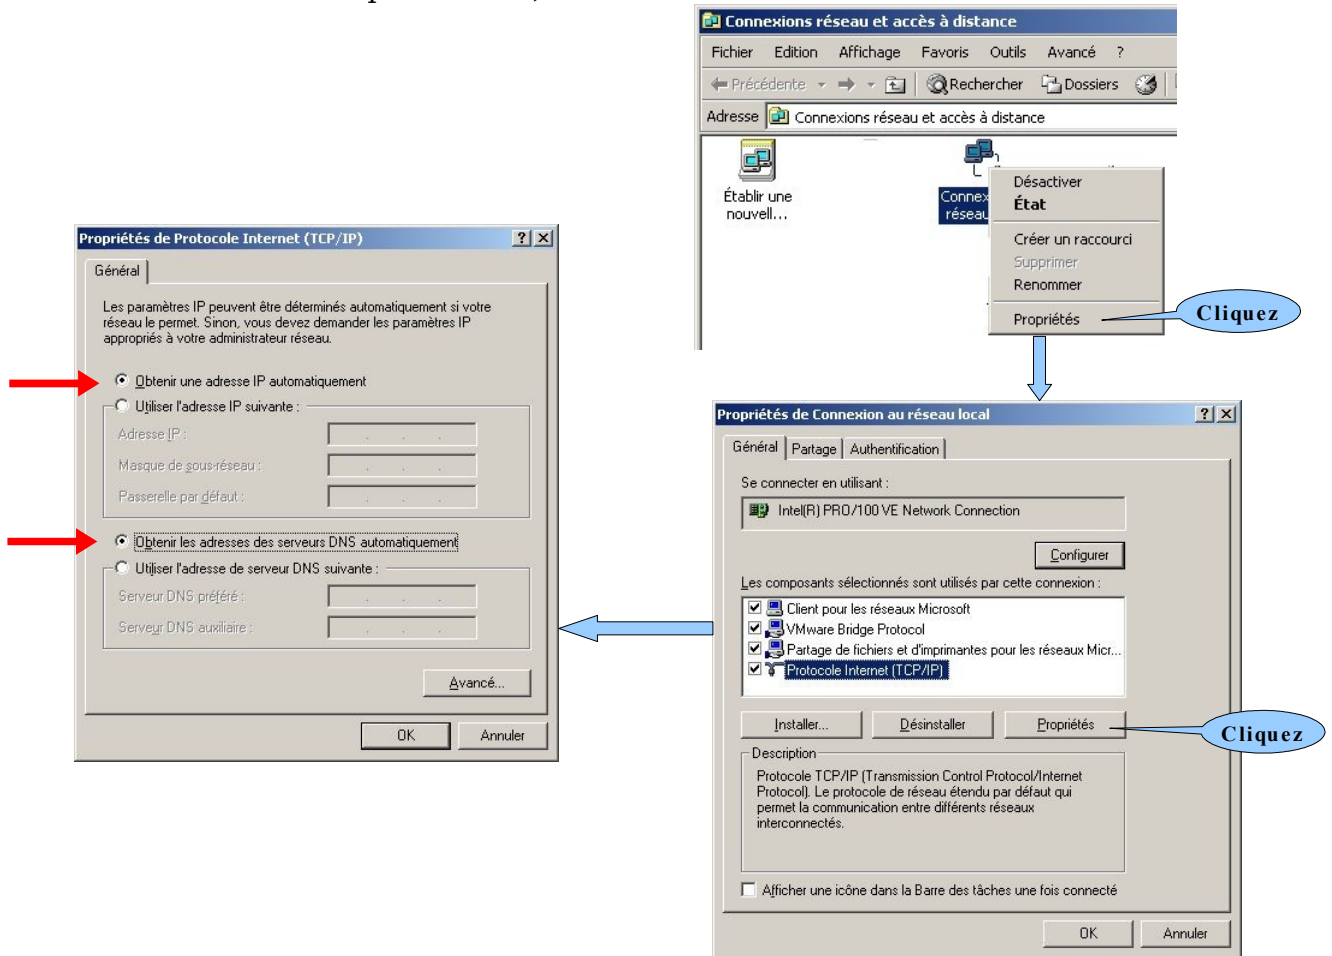 Connexions réseau et accès à distance
Fichier Edition Affichage Favoris Outils Avancé ?
Précédente Rechercher Dossiers
Adresse Connexions réseau et accès à distance
Établir une
nouvell...
Connex
réseau
Désactiver
État
Créer un raccourci
Supprimer
Renommer
Propriétés
Cliquez
Propriétés de Protocole Internet (TCP/IP)
Général
Les paramètres IP peuvent être déterminés automatiquement si votre
réseau le permet. Sinon, vous devez demander les paramètres IP
appropriés à votre administrateur réseau.
Obtenir une adresse IP automatiquement
Utiliser l'adresse IP suivante :
Adresse IP :
Masque de sous-réseau :
Passerelle par défaut :
Obtenir les adresses des serveurs DNS automatiquement
Utiliser l'adresse de serveur DNS suivante :
Serveur DNS préféré :
Serveur DNS auxiliaire :
Avancé...
OK Annuler
Propriétés de Connexion au réseau local
Général Partage Authentification
Se connecter en utilisant :
Intel(R) PRO/100 VE Network Connection
Configurer
Les composants sélectionnés sont utilisés par cette connexion :
Client pour les réseaux Microsoft
VMware Bridge Protocol
Partage de fichiers et d'imprimantes pour les réseaux Micr...
Protocole Internet (TCP/IP)
Installer... Désinstaller Propriétés
Cliquez
Description
Protocole TCP/IP (Transmission Control Protocol/Internet
Protocol). Le protocole de réseau étendu par défaut qui
permet la communication entre différents réseaux
interconnectés.
Afficher une icône dans la Barre des tâches une fois connecté
OK Annuler